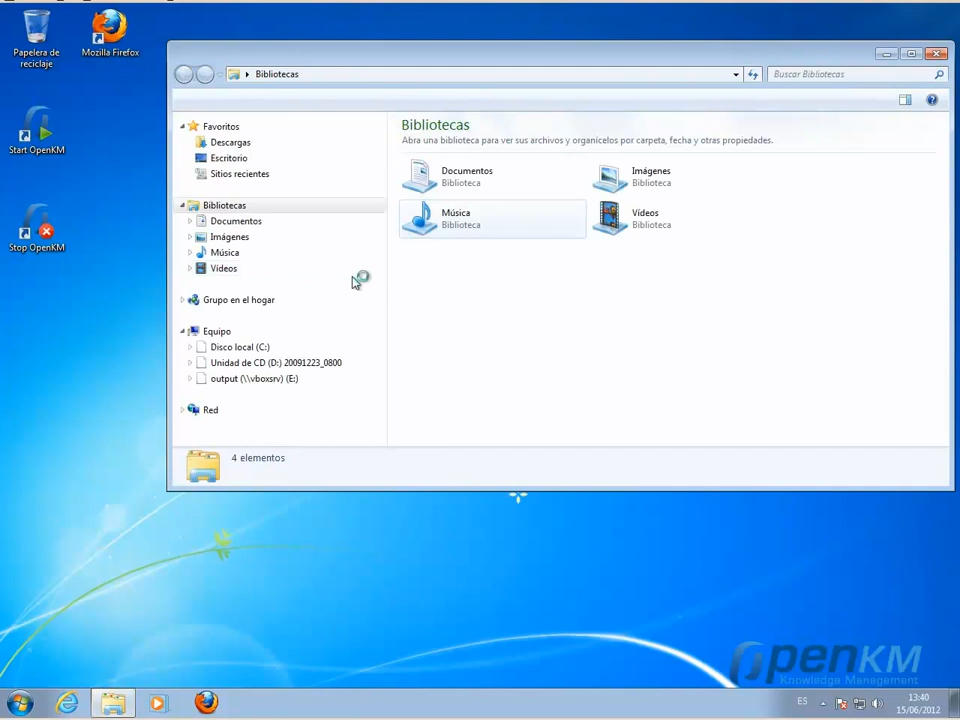 Papelera de
reciclaje
Mozilla Firefox
Start OpenKM
Stop OpenKM
Bibliotecas
Buscar Bibliotecas
Favoritos
Descargas
Escritorio
Sitios recientes
Bibliotecas
Documentos
Imágenes
Música
Vídeos
Grupo en el hogar
Equipo
Disco local (C:)
Unidad de CD (D:) 20091223_0800
output (\\vboxsrv) (E:)
Red
Bibliotecas
Abra una biblioteca para ver sus archivos y organícelos por carpeta, fecha y otras propiedades.
Documentos
Biblioteca
Imágenes
Biblioteca
Música
Biblioteca
Vídeos
Biblioteca
4 elementos
OpenKM
Knowledge Management
ES
13:40
15/06/2012